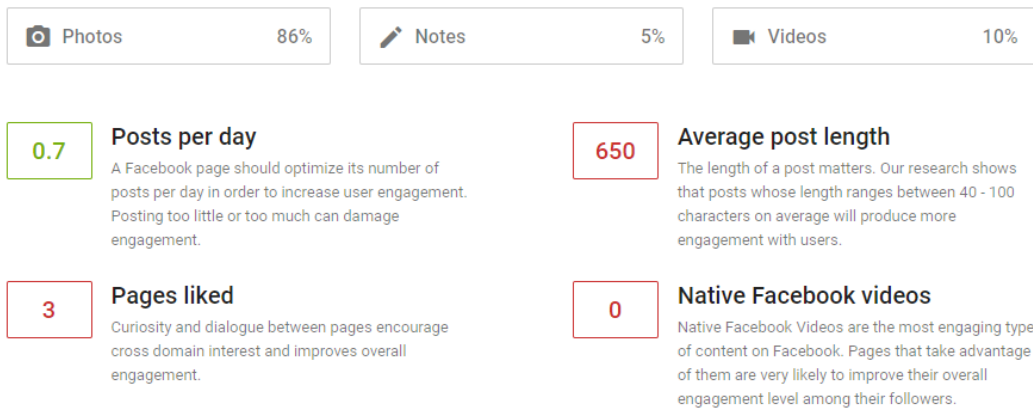 Photos 86%
Notes 5%
Videos 10%
0.7
Posts per day
A Facebook page should optimize its number of
posts per day in order to increase user engagement.
Posting too little or too much can damage
engagement.
650
Average post length
The length of a post matters. Our research shows
that posts whose length ranges between 40 - 100
characters on average will produce more
engagement with users.
3
Pages liked
Curiosity and dialogue between pages encourage
cross domain interest and improves overall
engagement.
0
Native Facebook videos
Native Facebook Videos are the most engaging type
of content on Facebook. Pages that take advantage
of them are very likely to improve their overall
engagement level among their followers.